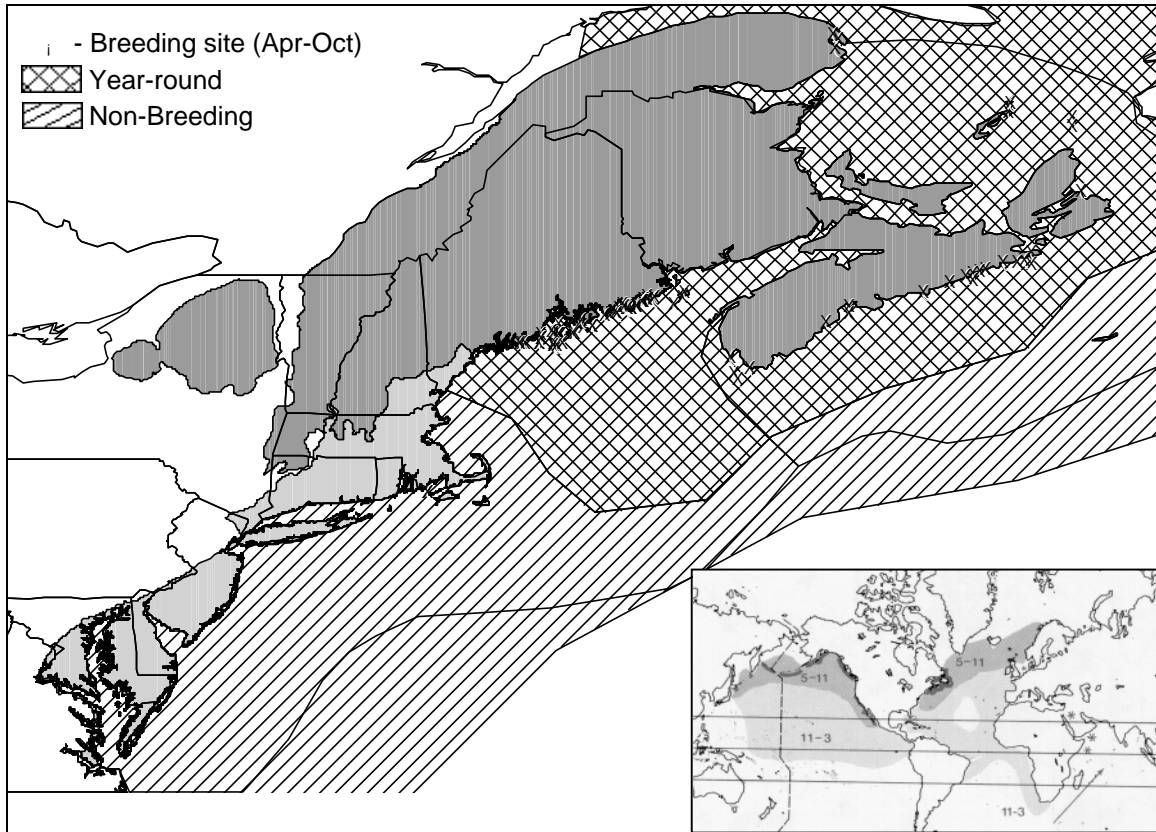 i - Breeding site (Apr-Oct)
Year-round
Non-Breeding
5-11
5-11
11-3
11-3